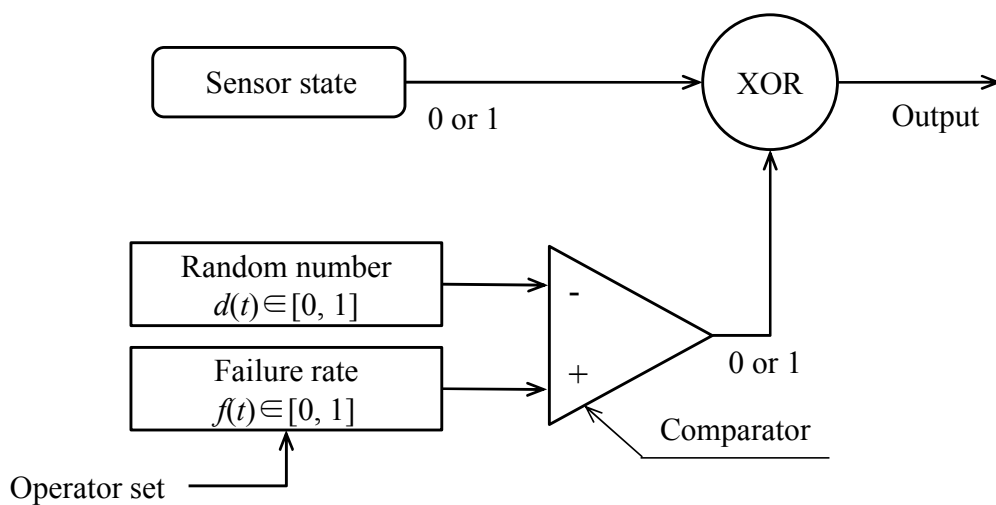 Sensor state
0 or 1
XOR
Output
Random number
d(t)∈[0, 1]
Failure rate
f(t)∈[0, 1]
-
+
0 or 1
Comparator
Operator set